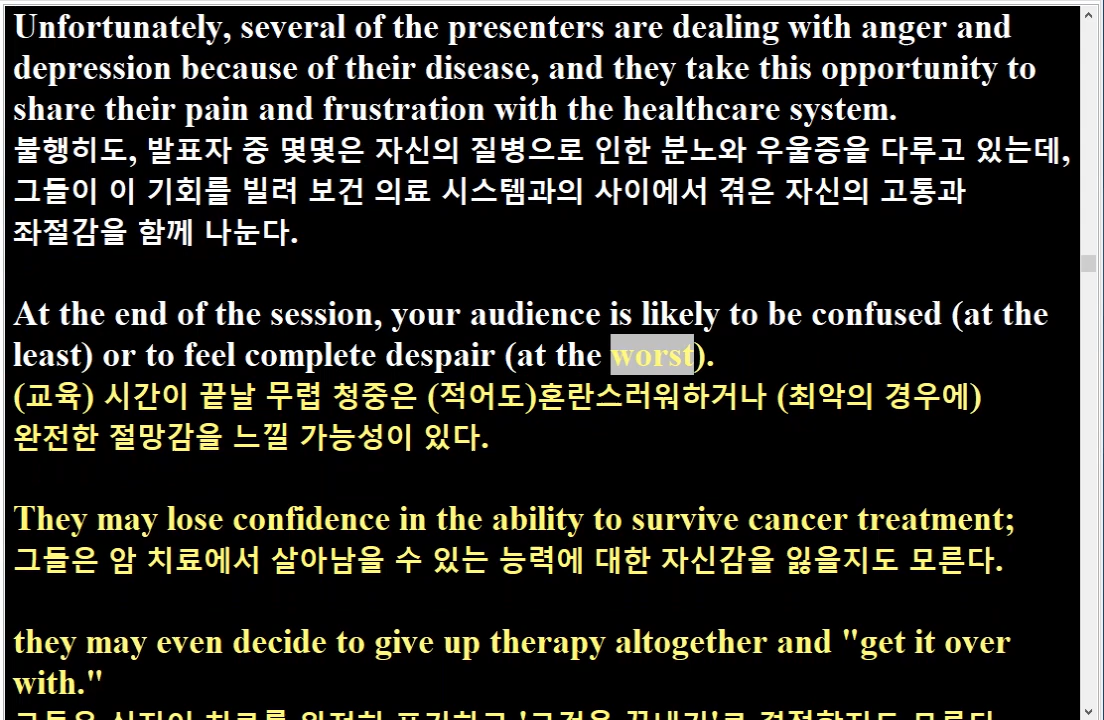 Unfortunately, several of the presenters are dealing with anger and
depression because of their disease, and they take this opportunity to
share their pain and frustration with the healthcare system.
불행히도, 발표자 중 몇몇은 자신의 질병으로 인한 분노와 우울증을 다루고 있는데,
그들이 이 기회를 빌려 보건 의료 시스템과의 사이에서 겪은 자신의 고통과
좌절감을 함께 나눈다.
At the end of the session, your audience is likely to be confused (at the
least) or to feel complete despair (at the worst).
(교육) 시간이 끝날 무렵 청중은 (적어도)혼란스러워하거나 (최악의 경우에)
완전한 절망감을 느낄 가능성이 있다.
They may lose confidence in the ability to survive cancer treatment;
그들은 암 치료에서 살아남을 수 있는 능력에 대한 자신감을 잃을지도 모른다.
they may even decide to give up therapy altogether and "get it over
with."